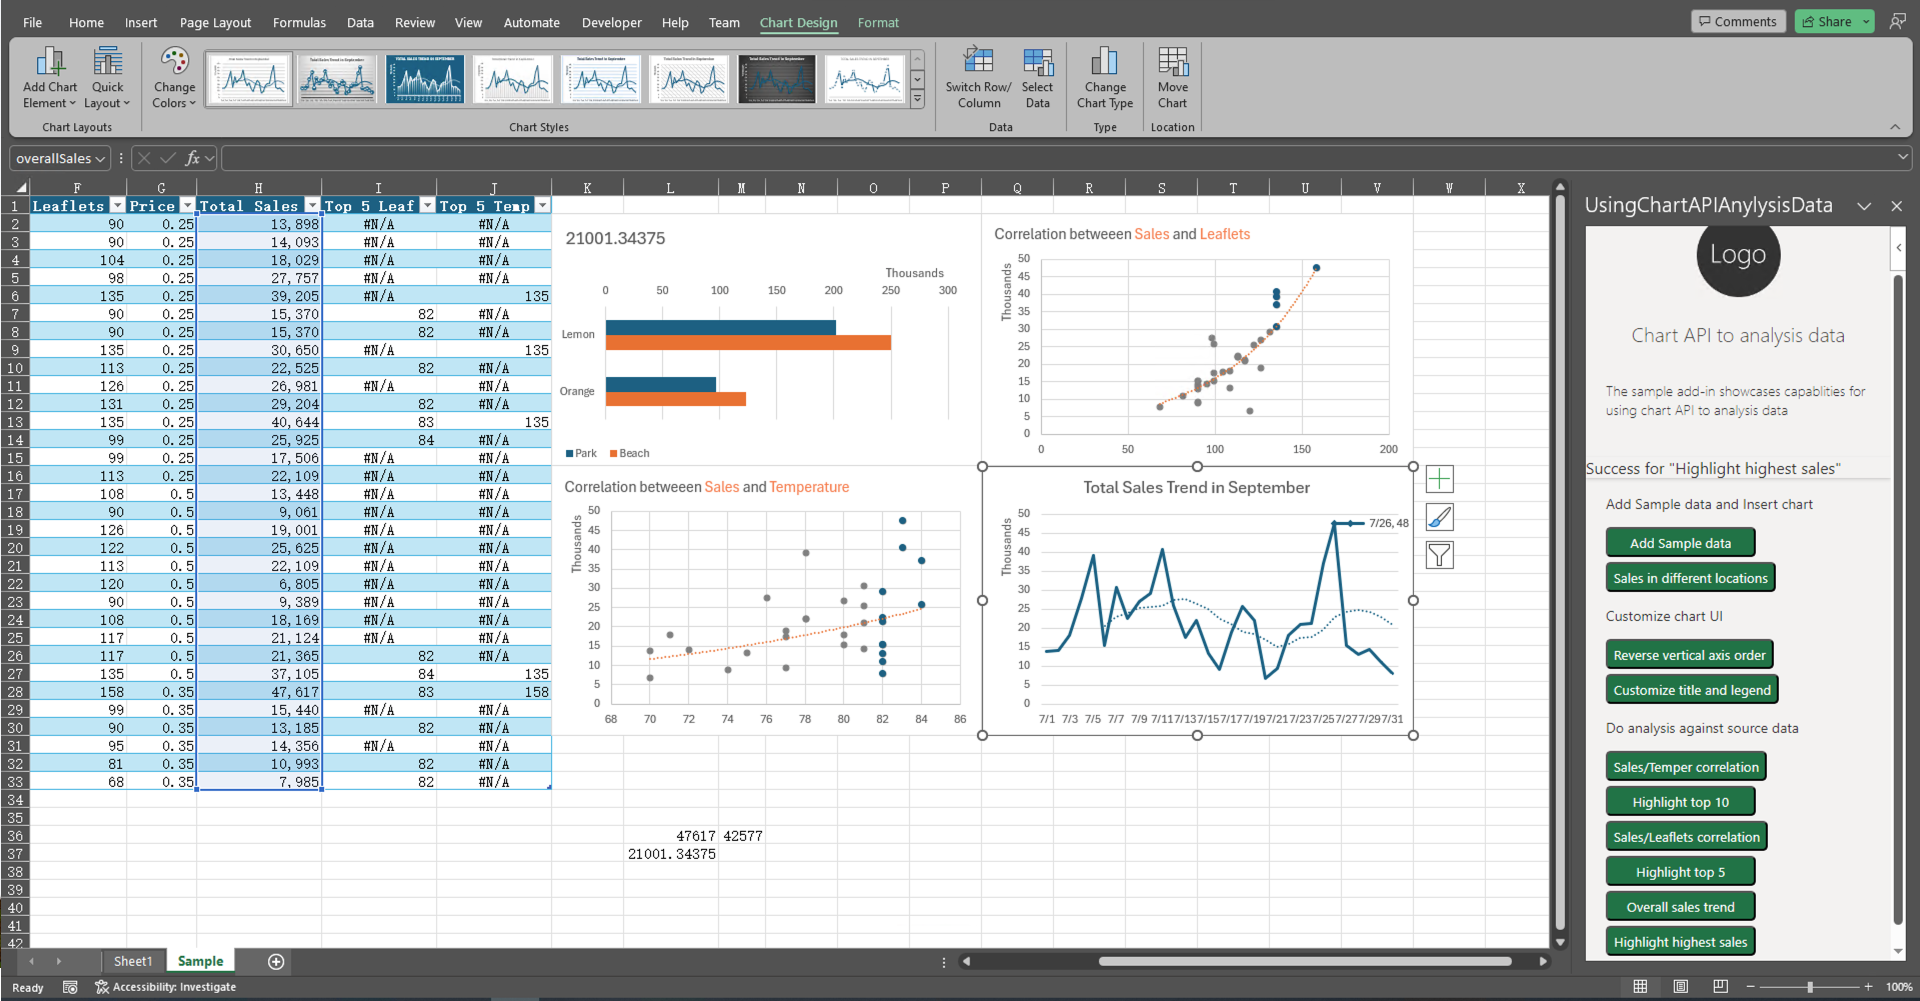 File Home Insert Page Layout Formulas Data Review View Automate Developer Help Team Chart Design Format Comments Share
Add Chart Element Quick Layout Change Colors Switch Row/ Column Select Data Change Chart Type Move Chart
Chart Layouts Chart Styles Data Type Location
overallSales fx
F G H I J K L M N O P Q R S T U V W X
1 Leaflets Price Total Sales Top 5 Leaf Top 5 Temp
2 90 0.25 13,898 #N/A #N/A
3 90 0.25 14,093 #N/A #N/A
4 104 0.25 18,029 #N/A #N/A
5 98 0.25 27,757 #N/A #N/A
6 135 0.25 39,205 #N/A 135
7 90 0.25 15,370 82 #N/A
8 90 0.25 15,370 82 #N/A
9 135 0.25 30,650 #N/A 135
10 113 0.25 22,525 82 #N/A
11 126 0.25 26,981 #N/A #N/A
12 131 0.25 29,204 82 #N/A
13 135 0.25 40,644 83 135
14 99 0.25 25,925 84 #N/A
15 99 0.25 17,506 #N/A #N/A
16 113 0.25 22,109 #N/A #N/A
17 108 0.5 13,448 #N/A #N/A
18 90 0.5 9,061 #N/A #N/A
19 126 0.5 19,001 #N/A #N/A
20 122 0.5 25,625 #N/A #N/A
21 113 0.5 22,109 #N/A #N/A
22 120 0.5 6,805 #N/A #N/A
23 90 0.5 9,389 #N/A #N/A
24 108 0.5 18,169 #N/A #N/A
25 117 0.5 21,124 #N/A #N/A
26 117 0.5 21,365 82 #N/A
27 135 0.5 37,105 84 135
28 158 0.35 47,617 83 158
29 99 0.35 15,440 #N/A #N/A
30 90 0.35 13,185 82 #N/A
31 95 0.35 14,356 #N/A #N/A
32 81 0.35 10,993 82 #N/A
33 68 0.35 7,985 82 #N/A
34
35
36 47617 42577
37 21001.34375
38
39
40
41
42
21001.34375
Thousands
0 50 100 150 200 250 300
Lemon
Orange
Park Beach
Correlation betweeen Sales and Leaflets
Thousands
50
45
40
35
30
25
20
15
10
5
0
0 50 100 150 200
Correlation betweeen Sales and Temperature
Thousands
50
45
40
35
30
25
20
15
10
5
0
68 70 72 74 76 78 80 82 84 86
Total Sales Trend in September
Thousands
50
45
40
35
30
25
20
15
10
5
0
7/26, 48
7/1 7/3 7/5 7/7 7/9 7/11 7/13 7/15 7/17 7/19 7/21 7/23 7/25 7/27 7/29 7/31
UsingChartAPIAnylysisData
Logo
Chart API to analysis data
The sample add-in showcases capablities for
using chart API to analysis data
Success for "Highlight highest sales"
Add Sample data and Insert chart
Add Sample data
Sales in different locations
Customize chart UI
Reverse vertical axis order
Customize title and legend
Do analysis against source data
Sales/Temper correlation
Highlight top 10
Sales/Leaflets correlation
Highlight top 5
Overall sales trend
Highlight highest sales
Sheet1 Sample
Ready Accessibility: Investigate 100%